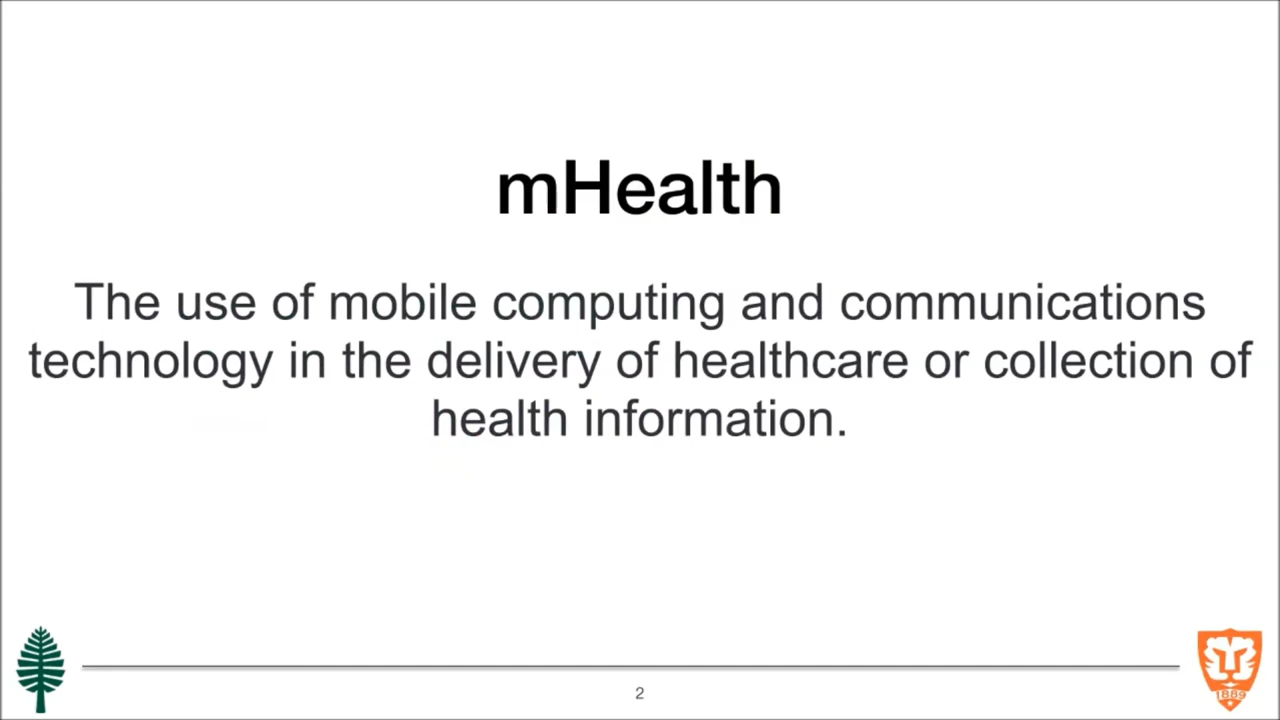 mHealth
The use of mobile computing and communications
technology in the delivery of healthcare or collection of
health information.
2
1889